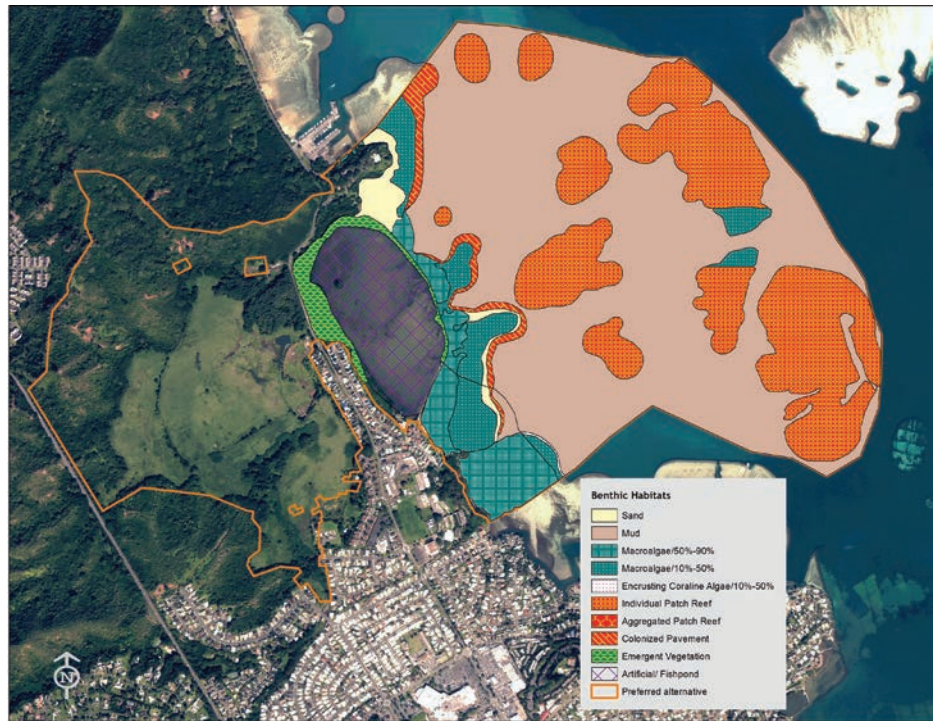 Benthic Habitats
Sand
Mud
Macroalgae/50%-90%
Macroalgae/10%-50%
Encrusting Coraline Algae/10%-50%
Individual Patch Reef
Aggregated Patch Reef
Colonized Pavement
Emergent Vegetation
Artificial/ Fishpond
Preferred alternative
N